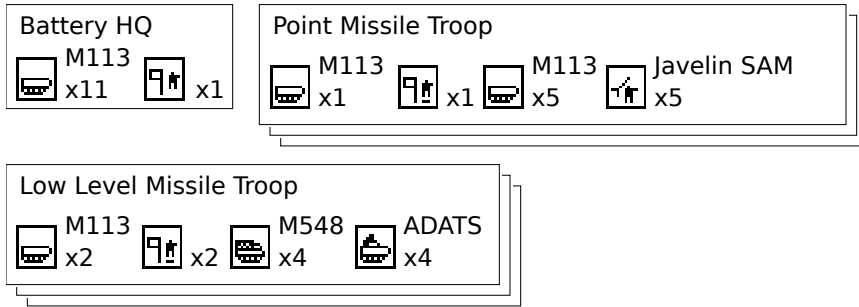 Battery HQ
M113
x11
x1
Point Missile Troop
M113
x1
x1
M113
x5
Javelin SAM
x5
Low Level Missile Troop
M113
x2
x2
M548
x4
ADATS
x4